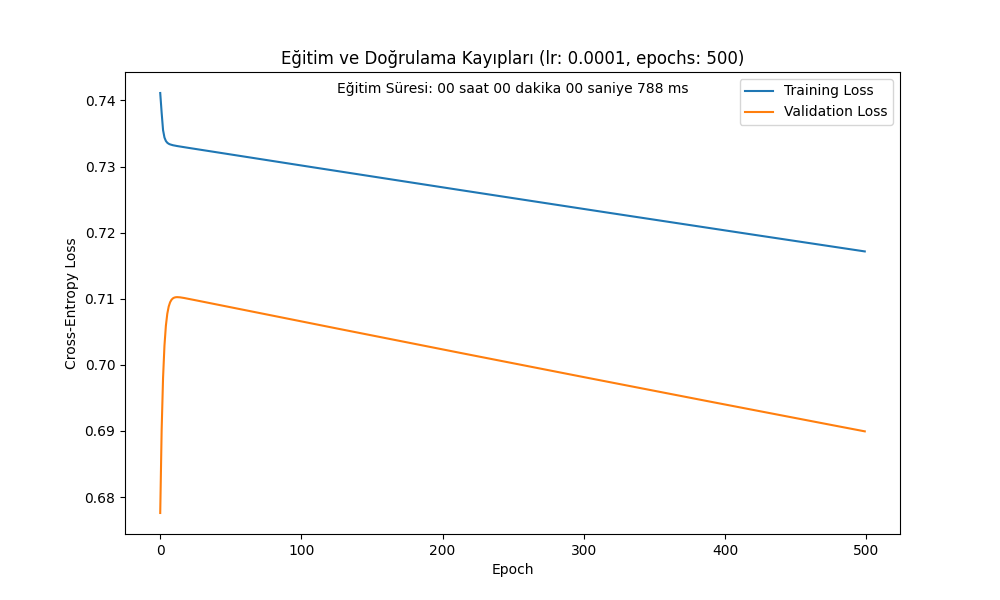 Eğitim ve Doğrulama Kayıpları (lr: 0.0001, epochs: 500)
Eğitim Süresi: 00 saat 00 dakika 00 saniye 788 ms
Training Loss
Validation Loss
Cross-Entropy Loss
0.74
0.73
0.72
0.71
0.70
0.69
0.68
0
100
200
300
400
500
Epoch